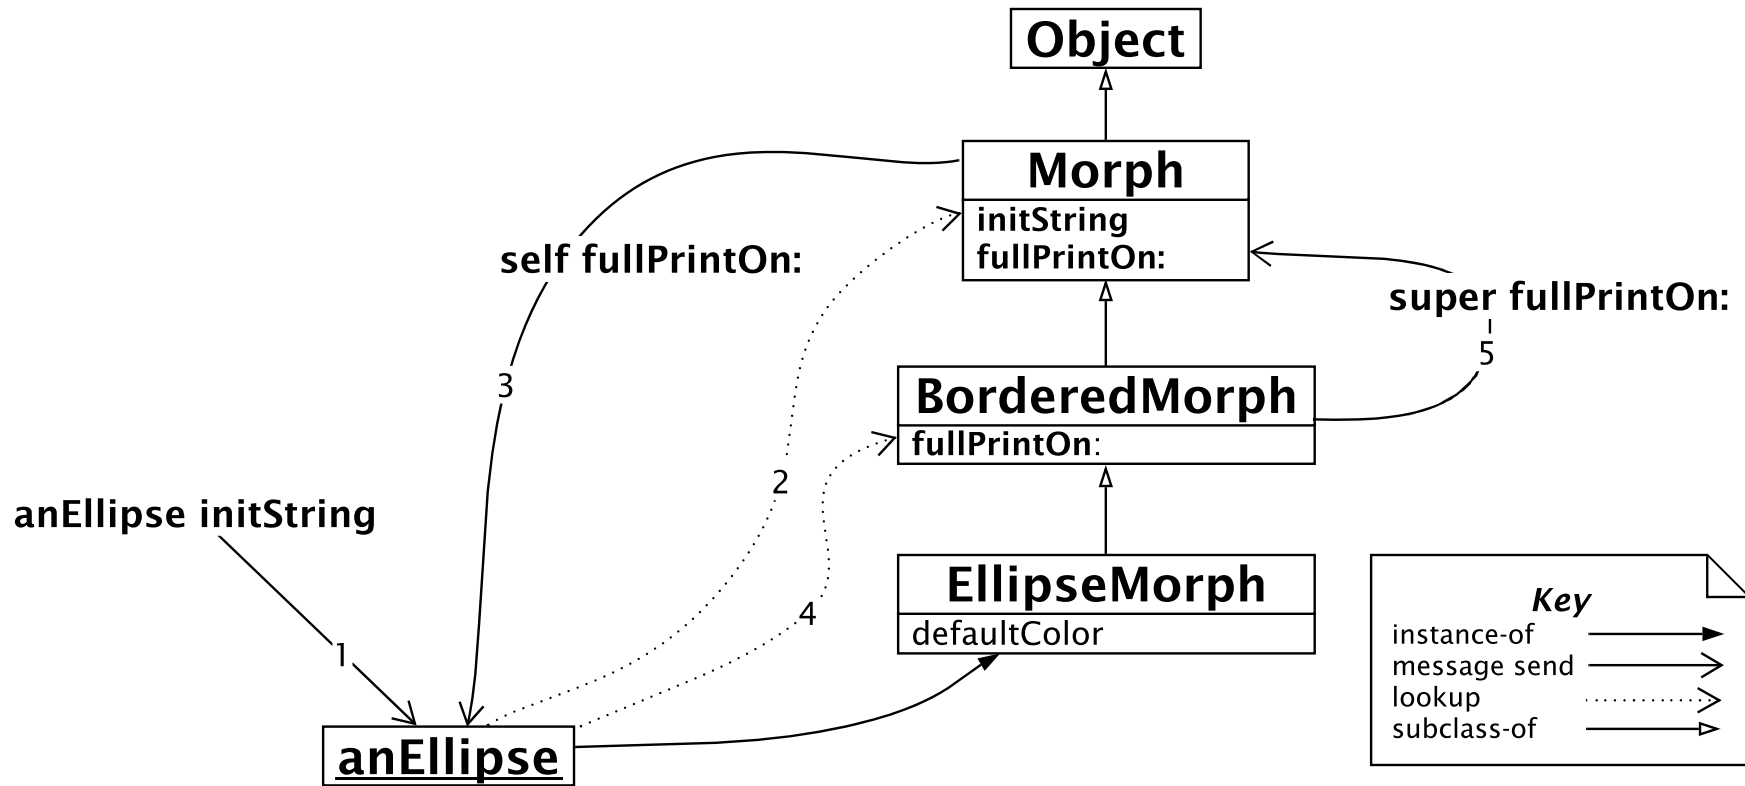 Object
Morph
initString
fullPrintOn:
self fullPrintOn:
super fullPrintOn:
5
3
BorderedMorph
fullPrintOn:
2
anEllipse initString
EllipseMorph
defaultColor
4
1
anEllipse
Key
instance-of
message send
lookup
subclass-of